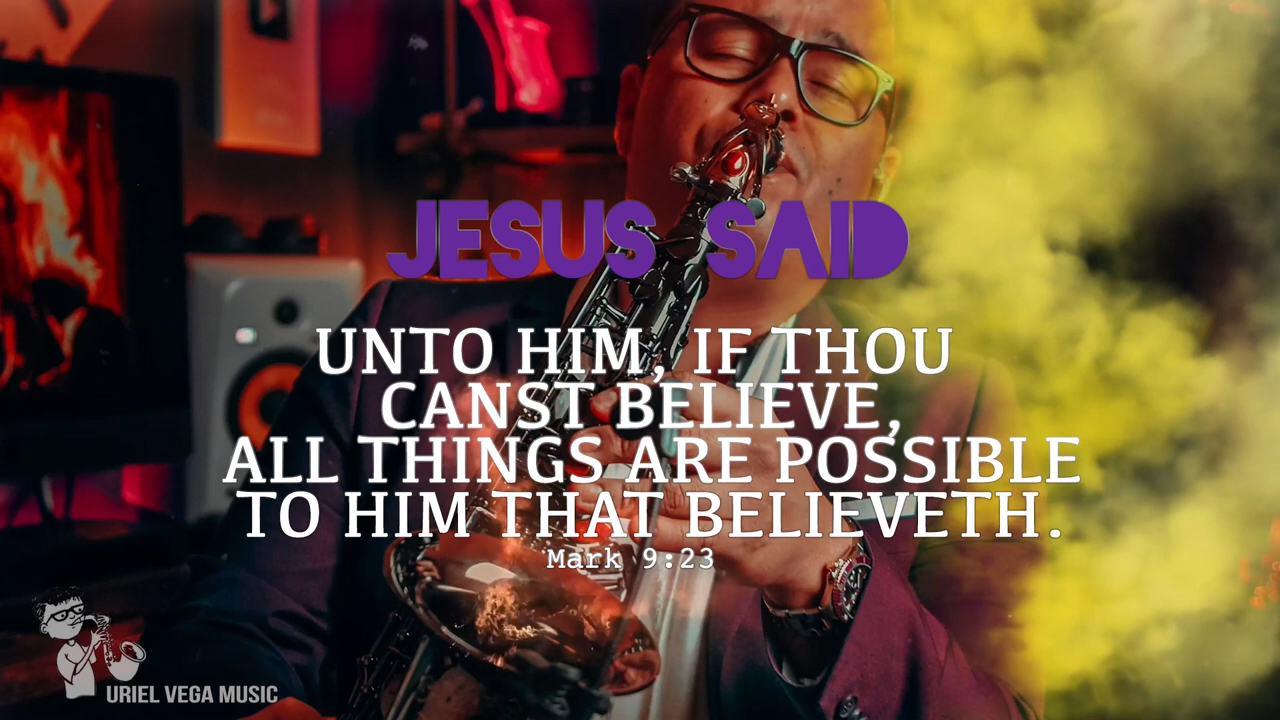 JESUS SAID
UNTO HIM, IF THOU
CANST BELIEVE,
ALL THINGS ARE POSSIBLE
TO HIM THAT BELIEVETH.
Mark 9:23
URIEL VEGA MUSIC